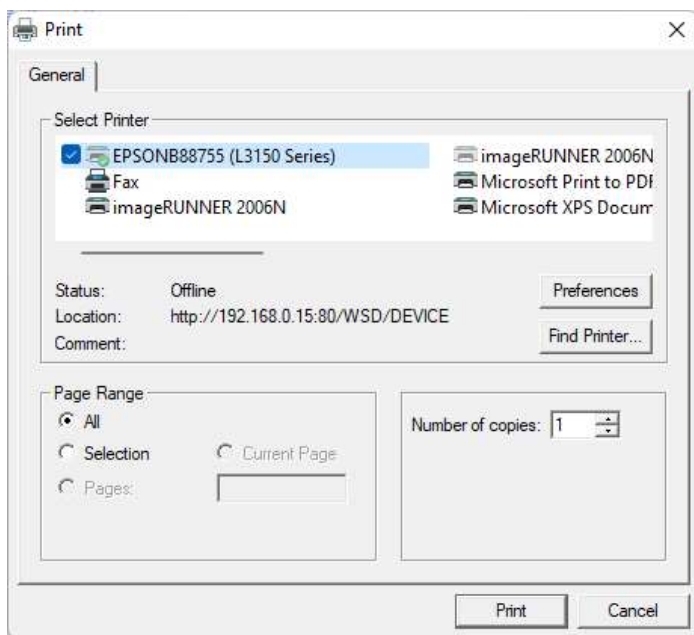 Print
General
Select Printer
EPSONB88755 (L3150 Series)
Fax
imageRUNNER 2006N
imageRUNNER 2006N
Microsoft Print to PDF
Microsoft XPS Docum
Status: Offline
Location: http://192.168.0.15:80/WSD/DEVICE
Comment:
Preferences
Find Printer...
Page Range
All
Selection
Current Page
Pages:
Number of copies: 1
Print
Cancel